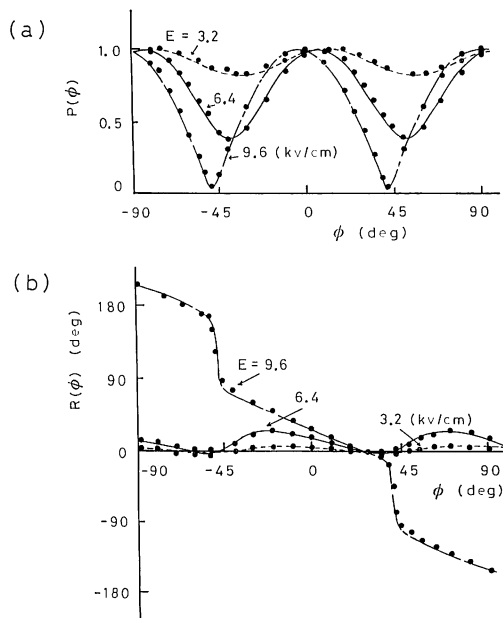 (a)
P(ϕ)
1.0
0.5
0
E = 3.2
6.4
9.6 (kv/cm)
-90
-45
0
45
90
ϕ (deg)
(b)
R(ϕ) (deg)
180
90
0
-90
-180
E = 9.6
6.4
3.2 (kv/cm)
-90
-45
0
45
90
ϕ (deg)